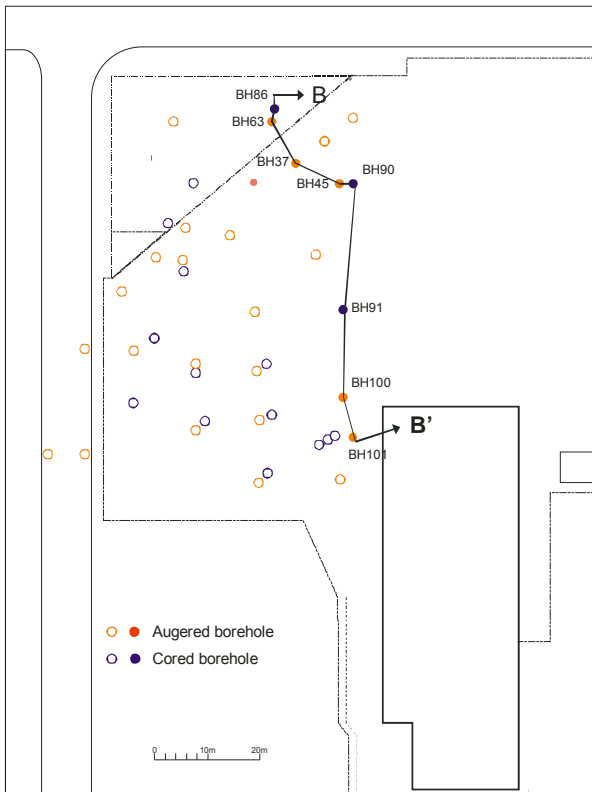 BH86
B
BH63
BH37
BH45
BH90
BH91
BH100
B'
BH101
Augered borehole
Cored borehole
0 10m 20m